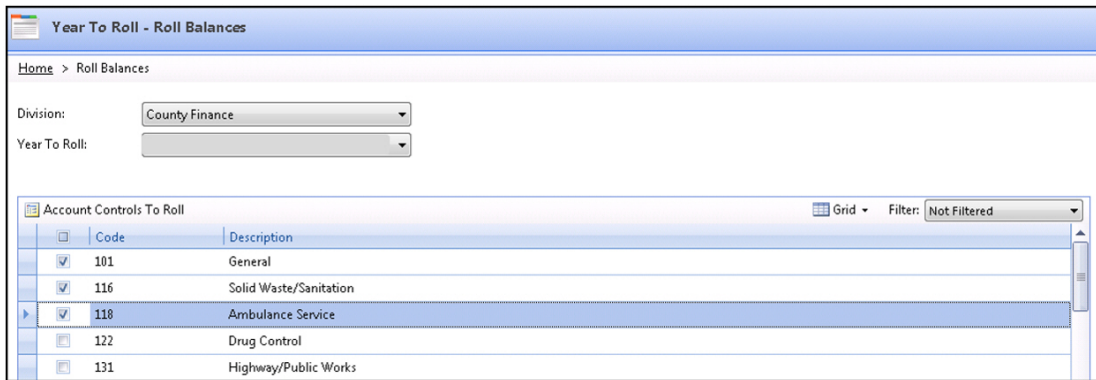 Year To Roll - Roll Balances
Home > Roll Balances
Division: County Finance
Year To Roll:
Account Controls To Roll Grid Filter: Not Filtered
Code Description
101 General
116 Solid Waste/Sanitation
118 Ambulance Service
122 Drug Control
131 Highway/Public Works